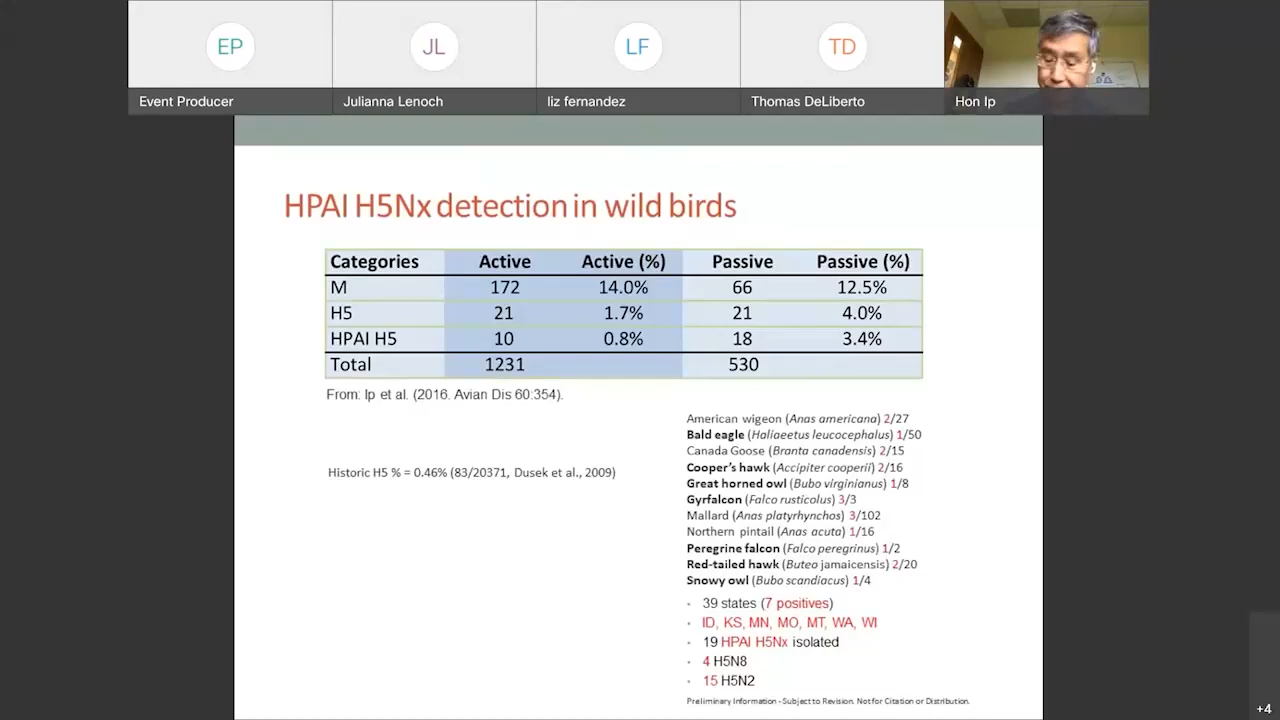 EP
JL
LF
TD
Event Producer
Julianna Lenoch
liz fernandez
Thomas DeLiberto
Hon Ip
HPAI H5Nx detection in wild birds
Categories Active Active (%) Passive Passive (%)
M 172 14.0% 66 12.5%
H5 21 1.7% 21 4.0%
HPAI H5 10 0.8% 18 3.4%
Total 1231 530
From: Ip et al. (2016. Avian Dis 60:354).
Historic H5 % = 0.46% (83/20371, Dusek et al., 2009)
American wigeon (Anas americana) 2/27
Bald eagle (Haliaeetus leucocephalus) 1/50
Canada Goose (Branta canadensis) 2/15
Cooper's hawk (Accipiter cooperii) 2/16
Great horned owl (Bubo virginianus) 1/8
Gyrfalcon (Falco rusticolus) 3/3
Mallard (Anas platyrhynchos) 3/102
Northern pintail (Anas acuta) 1/16
Peregrine falcon (Falco peregrinus) 1/2
Red-tailed hawk (Buteo jamaicensis) 2/20
Snowy owl (Bubo scandiacus) 1/4
• 39 states (7 positives)
• ID, KS, MN, MO, MT, WA, WI
• 19 HPAI H5Nx isolated
• 4 H5N8
• 15 H5N2
Preliminary Information - Subject to Revision. Not for Citation or Distribution.
+4